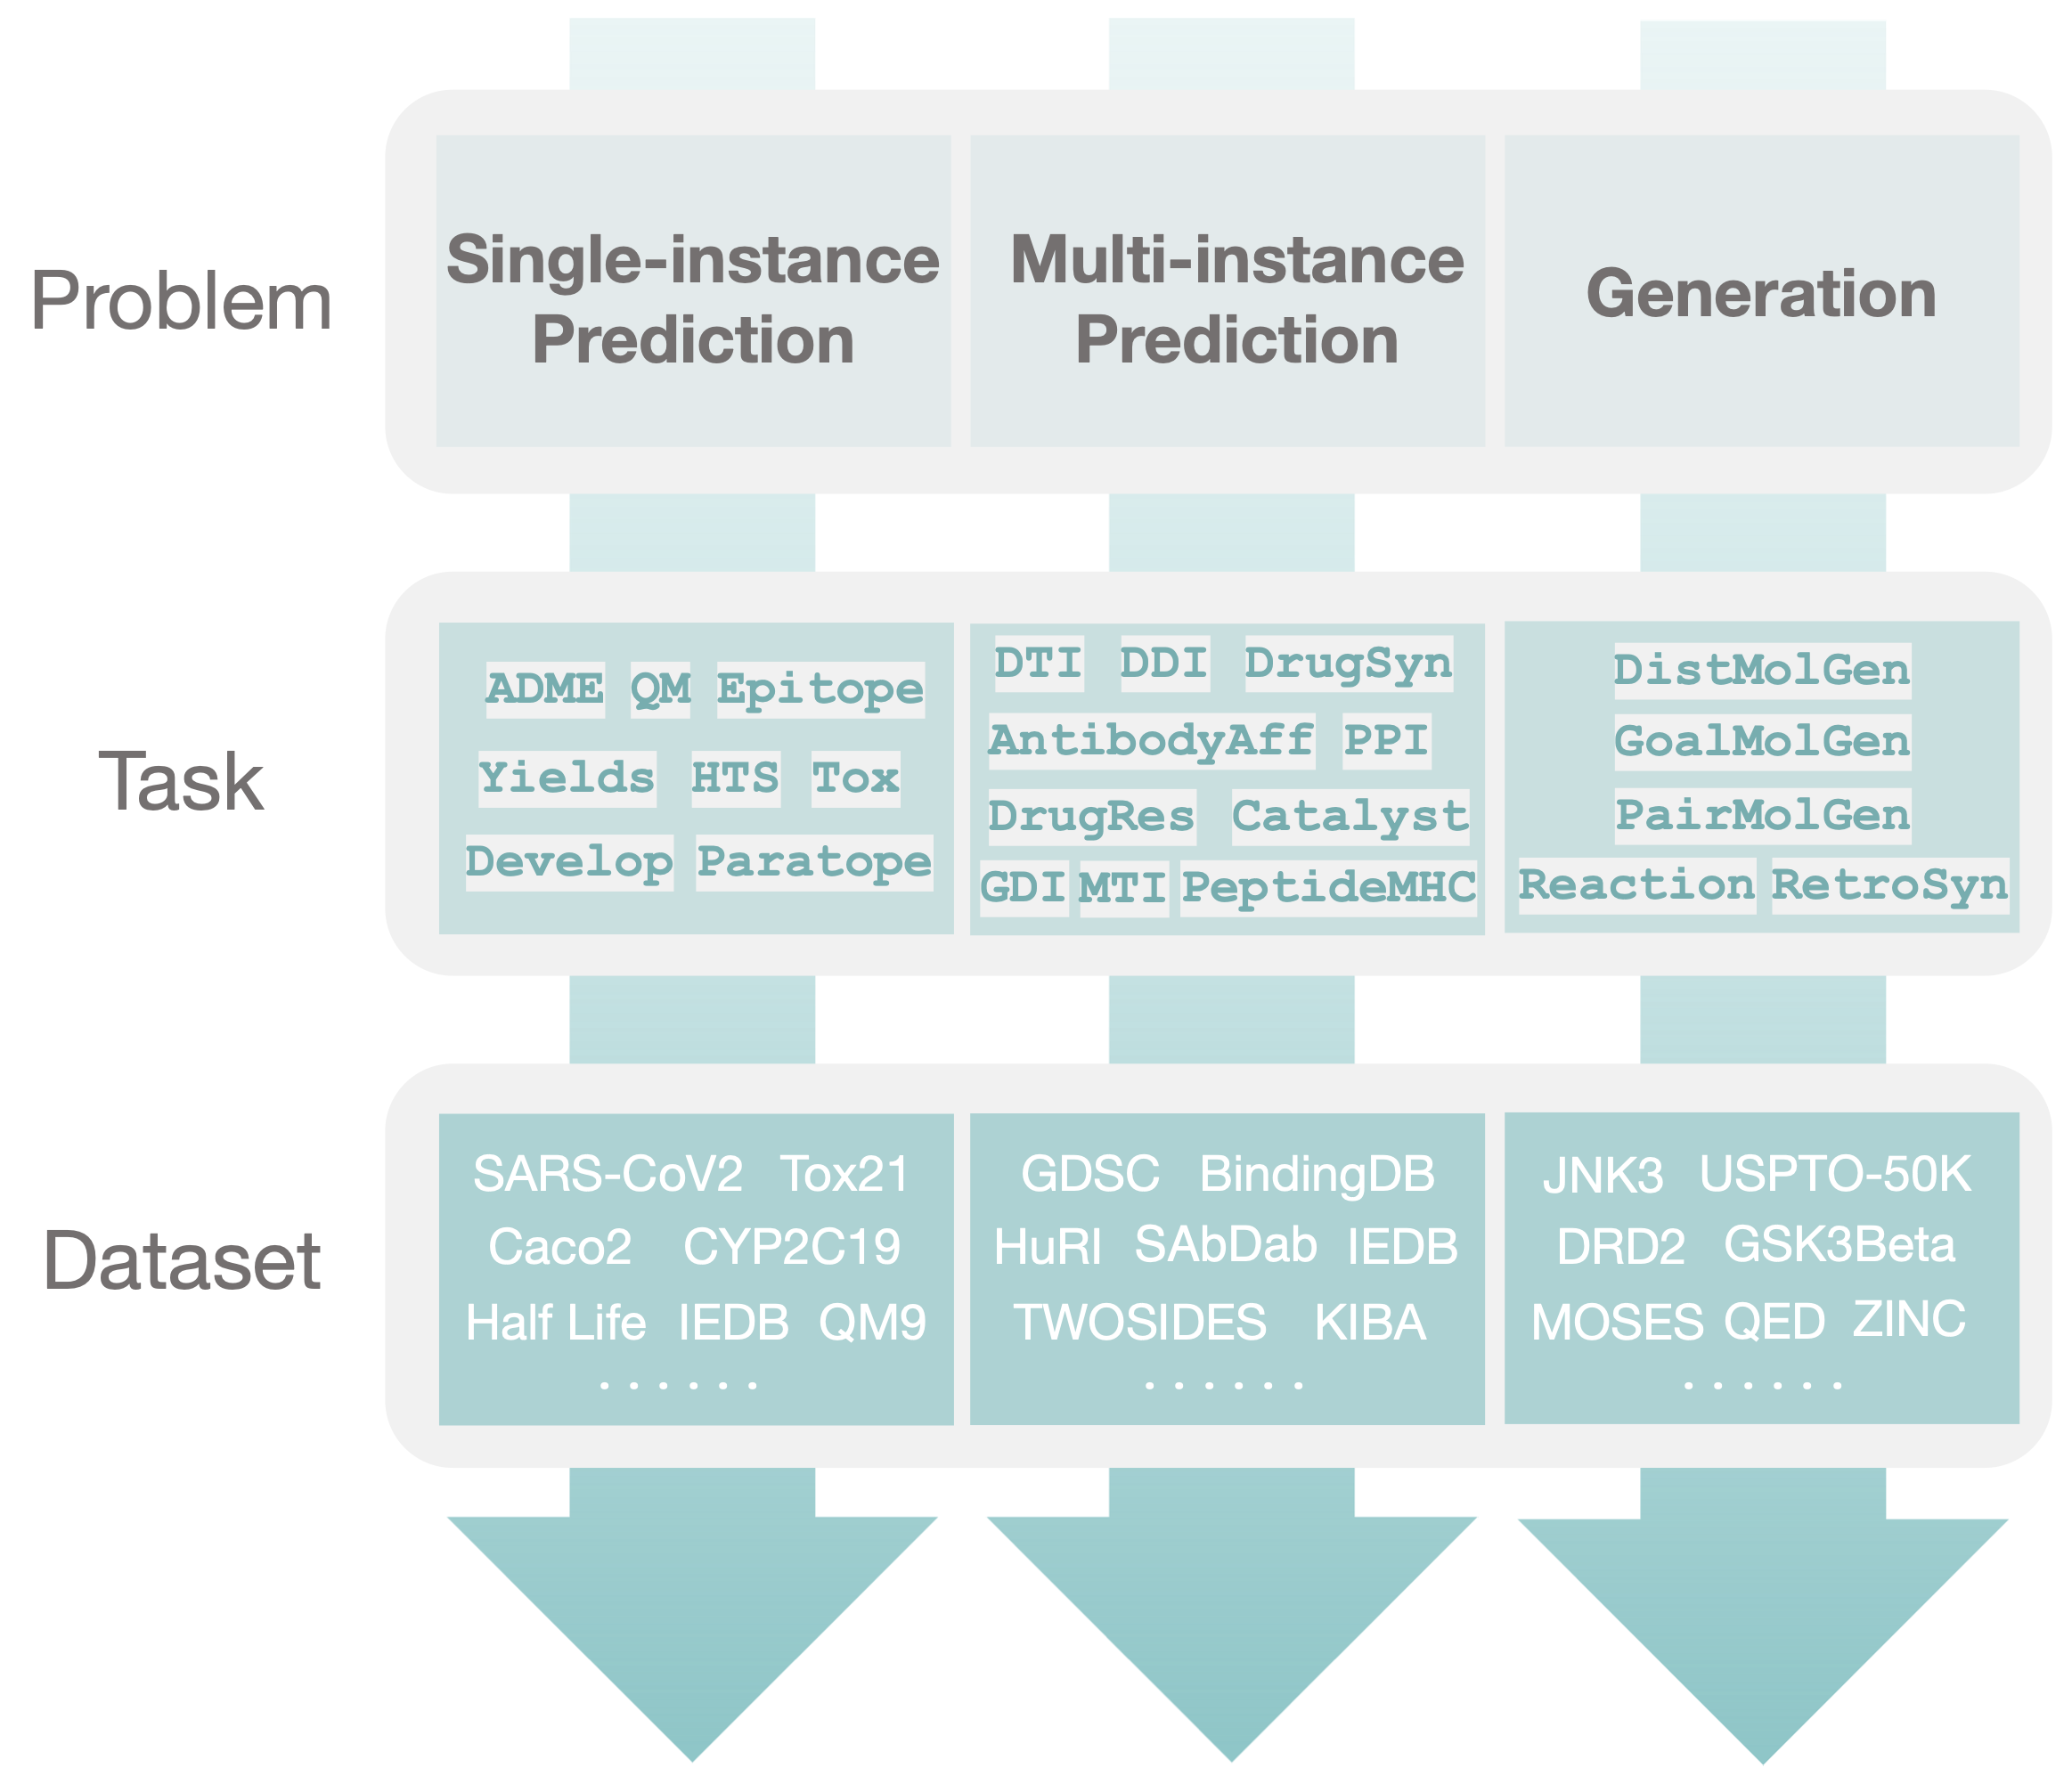 Problem
Single-instance
Prediction
Multi-instance
Prediction
Generation
Task
ADME QM Epitope
Yields HTS Tox
Develop Paratope
DTI DDI DrugSyn
AntibodyAff PPI
DrugRes Catalyst
GDI MTI PeptideMHC
DistMolGen
GoalMolGen
PairMolGen
Reaction RetroSyn
Dataset
SARS-CoV2 Tox21
Caco2 CYP2C19
Half Life IEDB QM9
. . . . . .
GDSC BindingDB
HuRI SAbDab IEDB
TWOSIDES KIBA
. . . . . .
JNK3 USPTO-50K
DRD2 GSK3Beta
MOSES QED ZINC
. . . . . .